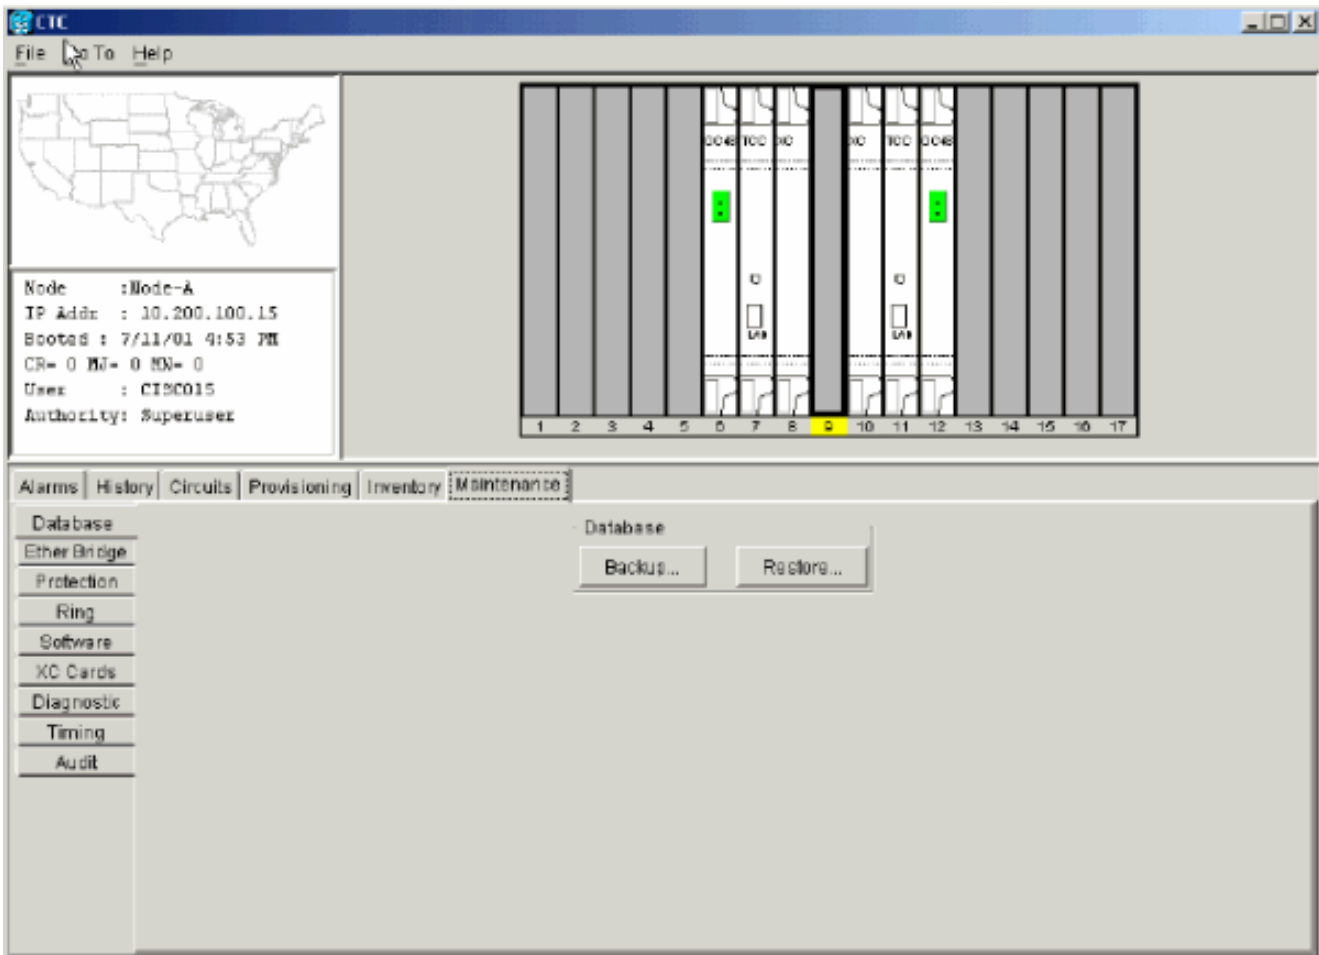 CTC
File Go To Help
OC48 TCC XC XC TCC OC48
LAN LAN
1 2 3 4 5 6 7 8 9 10 11 12 13 14 15 16 17
Node :Node-A
IP Addr : 10.200.100.15
Booted : 7/11/01 4:53 PM
CR= 0 MJ= 0 MN= 0
User : CISCO15
Authority: Superuser
Alarms History Circuits Provisioning Inventory Maintenance
Database
Ether Bridge
Protection
Ring
Software
XC Cards
Diagnostic
Timing
Audit
Database
Backup... Restore...